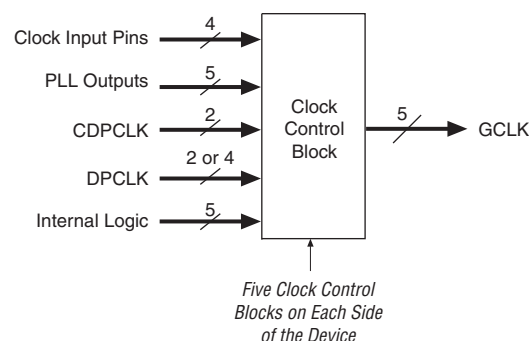 Clock Input Pins
4
PLL Outputs
5
CDPCLK
2
DPCLK
2 or 4
Internal Logic
5
Clock
Control
Block
5
GCLK
Five Clock Control
Blocks on Each Side
of the Device